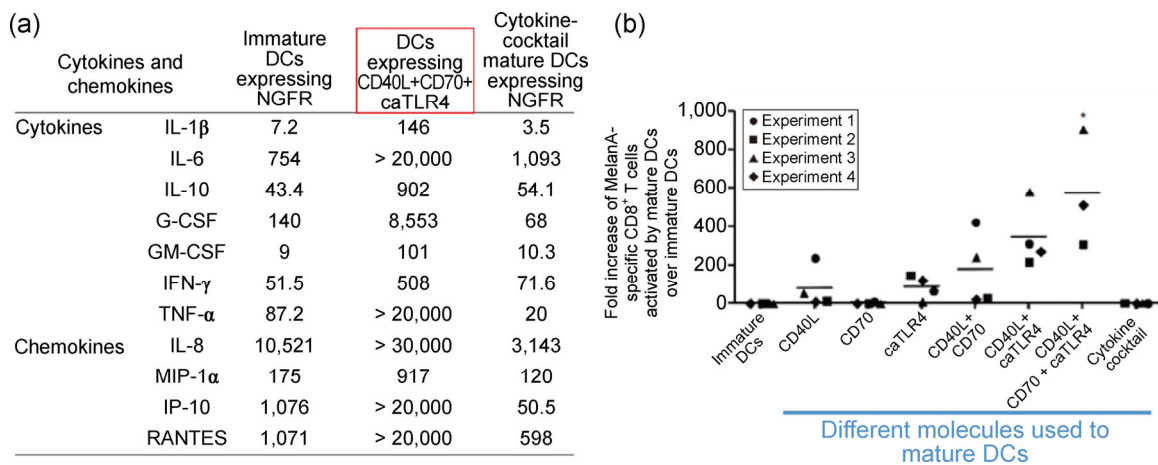 (a)
Cytokines and
chemokines
Immature
DCs
expressing
NGFR
DCs
expressing
CD40L+CD70+
caTLR4
Cytokine-
cocktail
mature DCs
expressing
NGFR
Cytokines IL-1β 7.2 146 3.5
IL-6 754 > 20,000 1,093
IL-10 43.4 902 54.1
G-CSF 140 8,553 68
GM-CSF 9 101 10.3
IFN-γ 51.5 508 71.6
TNF-α 87.2 > 20,000 20
Chemokines IL-8 10,521 > 30,000 3,143
MIP-1α 175 917 120
IP-10 1,076 > 20,000 50.5
RANTES 1,071 > 20,000 598
(b)
Fold increase of MelanA-
specific CD8⁺ T cells
activated by mature DCs
over immature DCs
1,000
800
600
400
200
0
Experiment 1
Experiment 2
Experiment 3
Experiment 4
*
Immature
DCs
CD40L
CD70
caTLR4
CD40L+
CD70
CD40L+
caTLR4
CD40L+
CD70 + caTLR4
Cytokine
cocktail
Different molecules used to
mature DCs